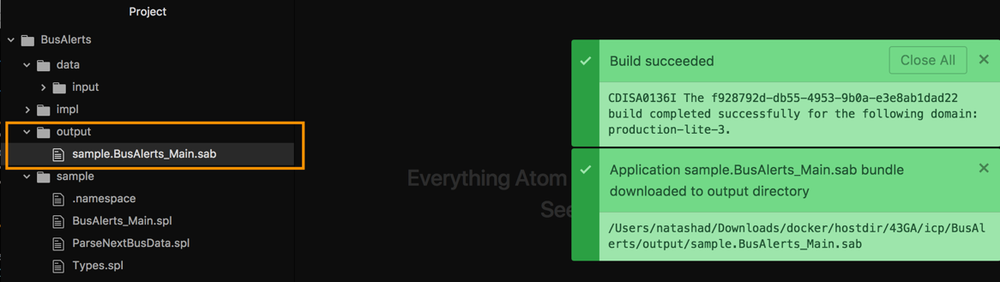 Project
BusAlerts
data
input
impl
output
sample.BusAlerts_Main.sab
sample
.namespace
BusAlerts_Main.spl
ParseNextBusData.spl
Types.spl
Everything Atom
See
Build succeeded
Close All
CDISA0136I The f928792d-db55-4953-9b0a-e3e8ab1dad22
build completed successfully for the following domain:
production-lite-3.
Application sample.BusAlerts_Main.sab bundle
downloaded to output directory
/Users/natashad/Downloads/docker/hostdir/43GA/icp/BusAl
erts/output/sample.BusAlerts_Main.sab